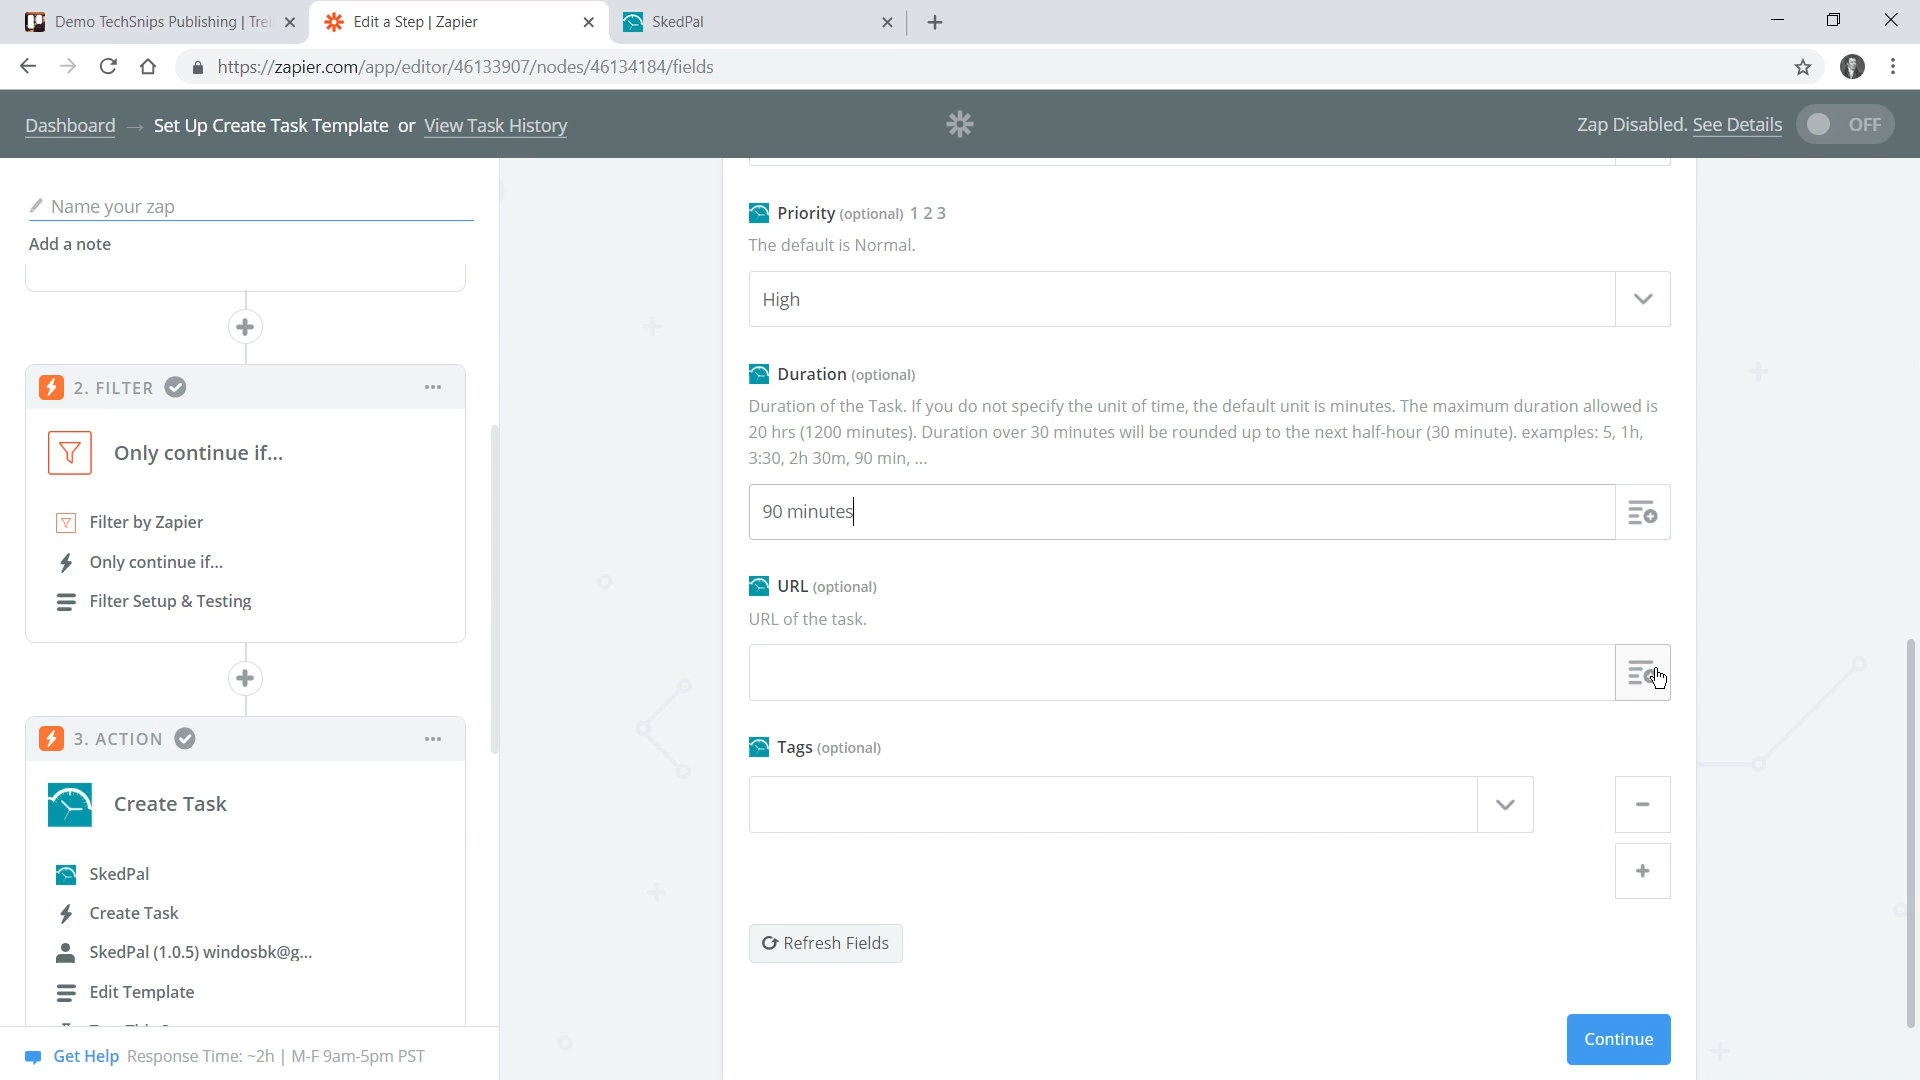 Demo TechSnips Publishing | Trel
Edit a Step | Zapier
SkedPal
https://zapier.com/app/editor/46133907/nodes/46134184/fields
Dashboard → Set Up Create Task Template or View Task History
Zap Disabled. See Details
OFF
Name your zap
Add a note
2. FILTER
Only continue if...
Filter by Zapier
Only continue if...
Filter Setup & Testing
3. ACTION
Create Task
SkedPal
Create Task
SkedPal (1.0.5) windosbk@g...
Edit Template
Get Help Response Time: ~2h | M-F 9am-5pm PST
Priority (optional) 1 2 3
The default is Normal.
High
Duration (optional)
Duration of the Task. If you do not specify the unit of time, the default unit is minutes. The maximum duration allowed is
20 hrs (1200 minutes). Duration over 30 minutes will be rounded up to the next half-hour (30 minute). examples: 5, 1h,
3:30, 2h 30m, 90 min, ...
90 minutes
URL (optional)
URL of the task.
Tags (optional)
Refresh Fields
Continue